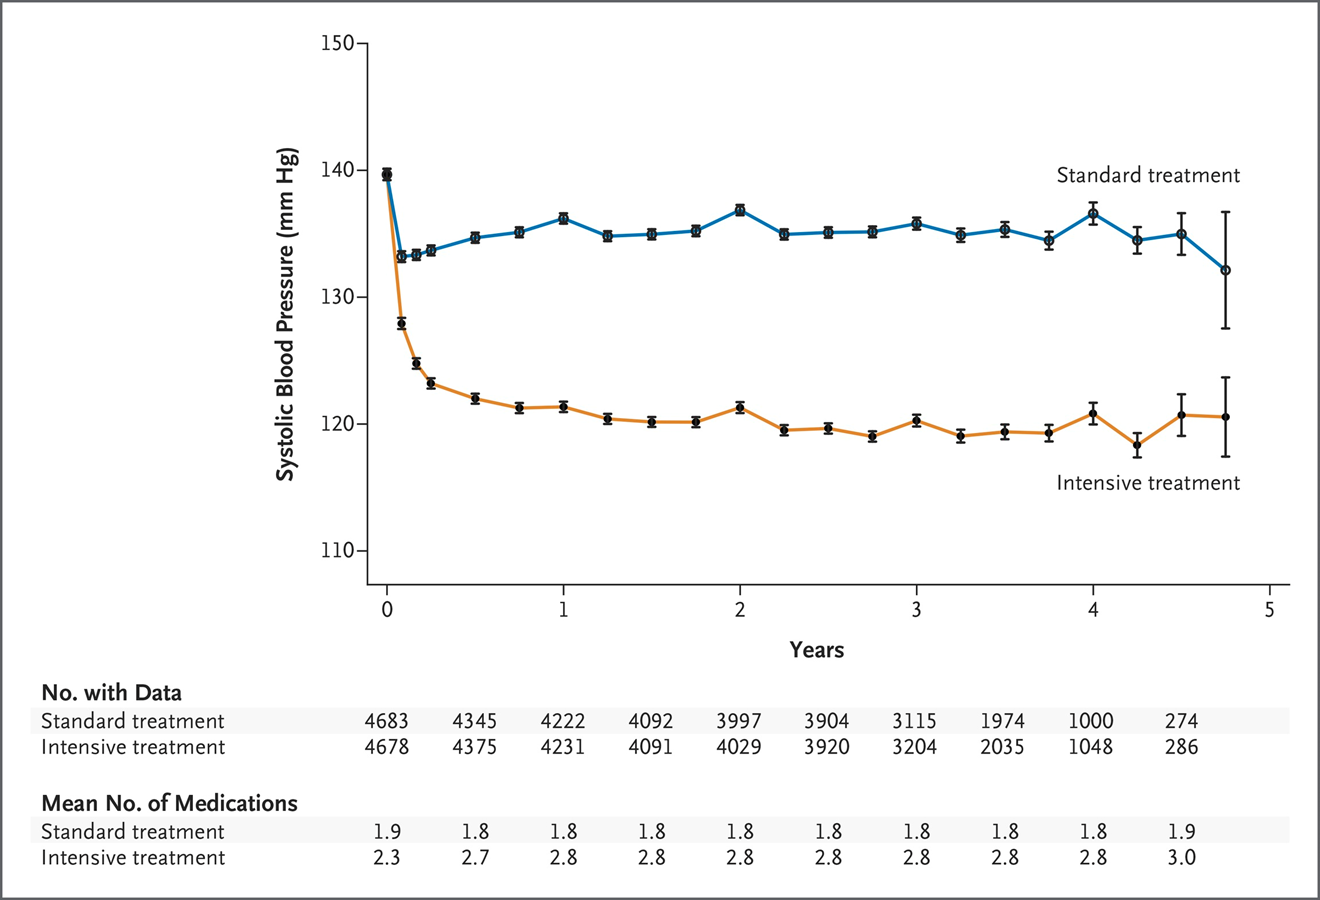 150
140
130
120
110
Systolic Blood Pressure (mm Hg)
Standard treatment
Intensive treatment
0 1 2 3 4 5
Years
No. with Data
Standard treatment 4683 4345 4222 4092 3997 3904 3115 1974 1000 274
Intensive treatment 4678 4375 4231 4091 4029 3920 3204 2035 1048 286
Mean No. of Medications
Standard treatment 1.9 1.8 1.8 1.8 1.8 1.8 1.8 1.8 1.8 1.9
Intensive treatment 2.3 2.7 2.8 2.8 2.8 2.8 2.8 2.8 2.8 3.0